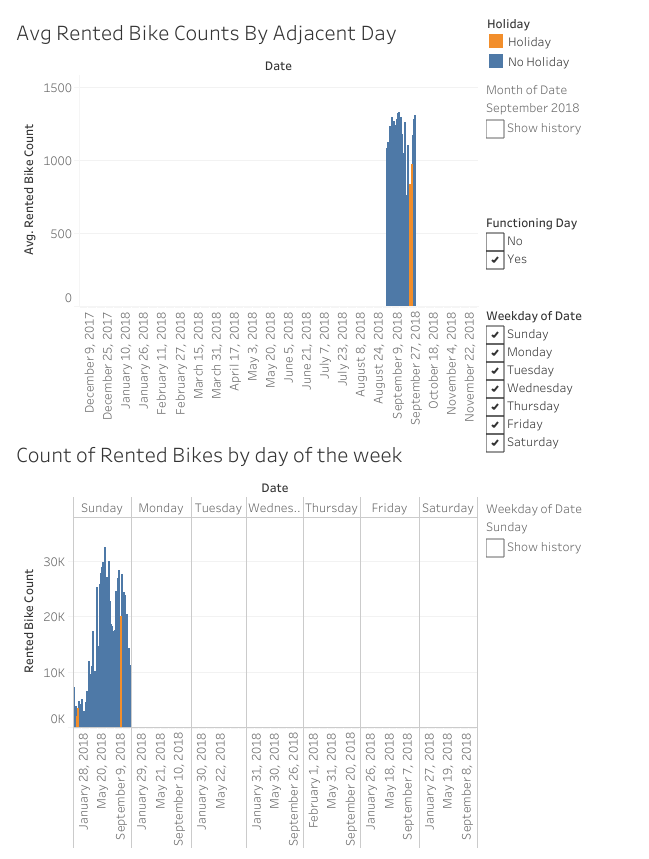 Avg Rented Bike Counts By Adjacent Day
Date
1500
1000
500
0
Avg. Rented Bike Count
December 9, 2017
December 25, 2017
January 10, 2018
January 26, 2018
February 11, 2018
February 27, 2018
March 15, 2018
March 31, 2018
April 17, 2018
May 3, 2018
May 20, 2018
June 5, 2018
June 21, 2018
July 7, 2018
July 23, 2018
August 8, 2018
August 24, 2018
September 9, 2018
September 27, 2018
October 18, 2018
November 4, 2018
November 22, 2018
Holiday
Holiday
No Holiday
Month of Date
September 2018
Show history
Functioning Day
No
Yes
Weekday of Date
Sunday
Monday
Tuesday
Wednesday
Thursday
Friday
Saturday
Count of Rented Bikes by day of the week
Date
Sunday
Monday
Tuesday
Wednes..
Thursday
Friday
Saturday
30K
20K
10K
0K
Rented Bike Count
January 28, 2018
May 20, 2018
September 9, 2018
January 29, 2018
May 21, 2018
September 10, 2018
January 30, 2018
May 22, 2018
January 31, 2018
May 30, 2018
September 26, 2018
February 1, 2018
May 31, 2018
September 20, 2018
January 26, 2018
May 18, 2018
September 7, 2018
January 27, 2018
May 19, 2018
September 8, 2018
Weekday of Date
Sunday
Show history